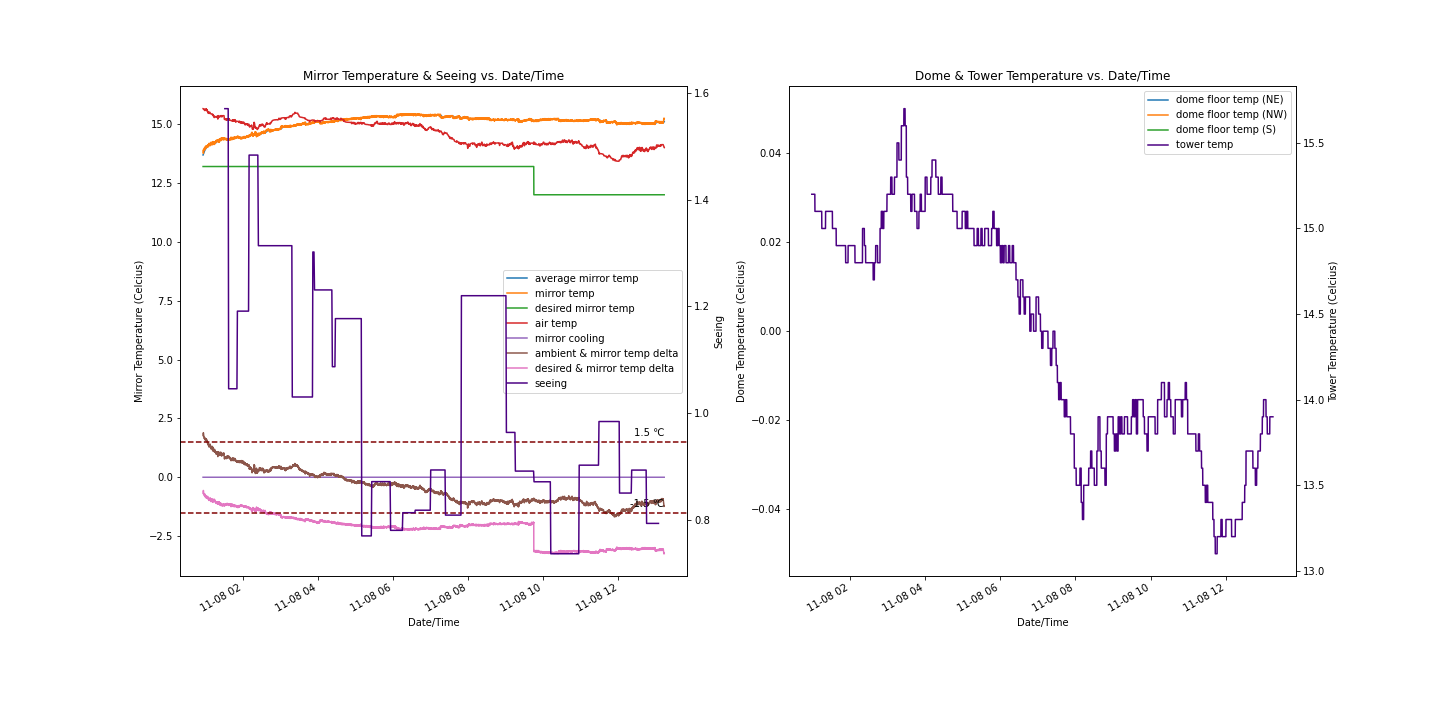 Mirror Temperature & Seeing vs. Date/Time
Mirror Temperature (Celcius)
15.0
12.5
10.0
7.5
5.0
2.5
0.0
−2.5
1.6
1.4
1.2
1.0
0.8
Seeing
average mirror temp
mirror temp
desired mirror temp
air temp
mirror cooling
ambient & mirror temp delta
desired & mirror temp delta
seeing
1.5 °C
-1.5 °C
11-08 02
11-08 04
11-08 06
11-08 08
11-08 10
11-08 12
Date/Time
Dome & Tower Temperature vs. Date/Time
Dome Temperature (Celcius)
0.04
0.02
0.00
−0.02
−0.04
dome floor temp (NE)
dome floor temp (NW)
dome floor temp (S)
tower temp
15.5
15.0
14.5
14.0
13.5
13.0
Tower Temperature (Celcius)
11-08 02
11-08 04
11-08 06
11-08 08
11-08 10
11-08 12
Date/Time